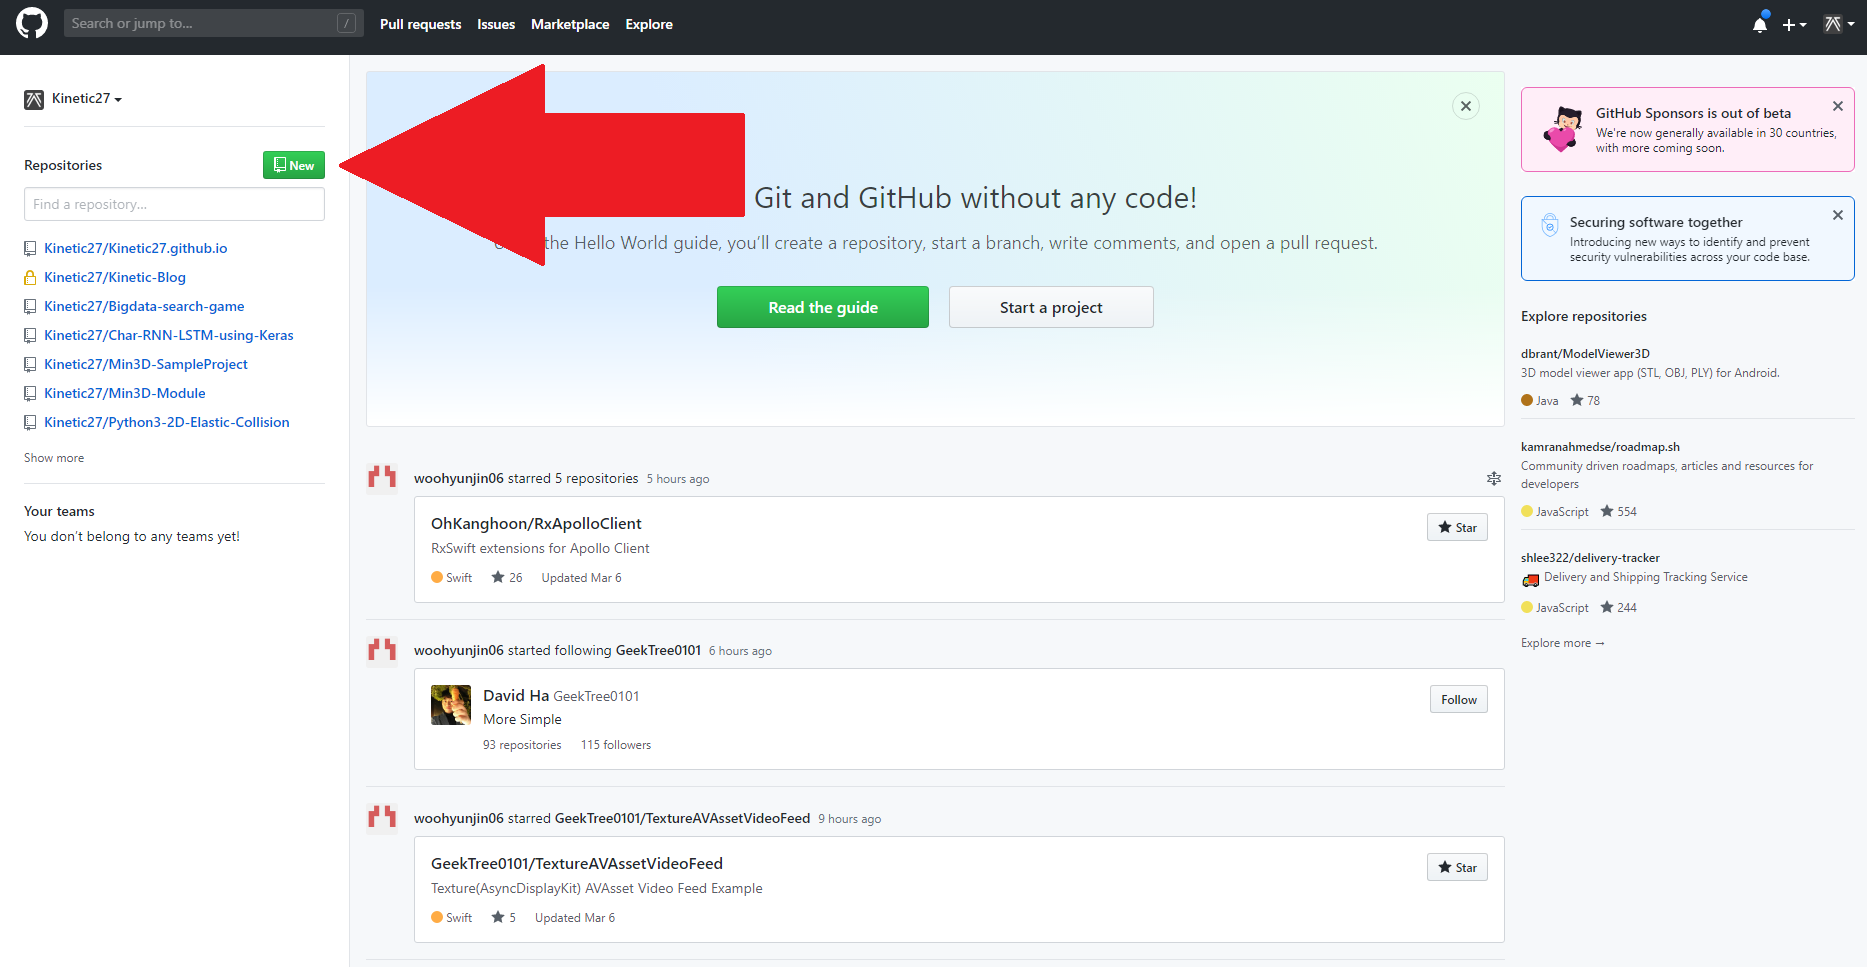 Search or jump to...
/
Pull requests
Issues
Marketplace
Explore
Kinetic27
Repositories
New
Find a repository...
Kinetic27/Kinetic27.github.io
Kinetic27/Kinetic-Blog
Kinetic27/Bigdata-search-game
Kinetic27/Char-RNN-LSTM-using-Keras
Kinetic27/Min3D-SampleProject
Kinetic27/Min3D-Module
Kinetic27/Python3-2D-Elastic-Collision
Show more
Your teams
You don't belong to any teams yet!
Git and GitHub without any code!
the Hello World guide, you'll create a repository, start a branch, write comments, and open a pull request.
Read the guide
Start a project
woohyunjin06 starred 5 repositories 5 hours ago
OhKanghoon/RxApolloClient
Star
RxSwift extensions for Apollo Client
Swift 26 Updated Mar 6
woohyunjin06 started following GeekTree0101 6 hours ago
David Ha GeekTree0101
Follow
More Simple
93 repositories 115 followers
woohyunjin06 starred GeekTree0101/TextureAVAssetVideoFeed 9 hours ago
GeekTree0101/TextureAVAssetVideoFeed
Star
Texture(AsyncDisplayKit) AVAsset Video Feed Example
Swift 5 Updated Mar 6
GitHub Sponsors is out of beta
We're now generally available in 30 countries,
with more coming soon.
Securing software together
Introducing new ways to identify and prevent
security vulnerabilities across your code base.
Explore repositories
dbrant/ModelViewer3D
3D model viewer app (STL, OBJ, PLY) for Android.
Java 78
kamranahmedse/roadmap.sh
Community driven roadmaps, articles and resources for
developers
JavaScript 554
shlee322/delivery-tracker
Delivery and Shipping Tracking Service
JavaScript 244
Explore more →